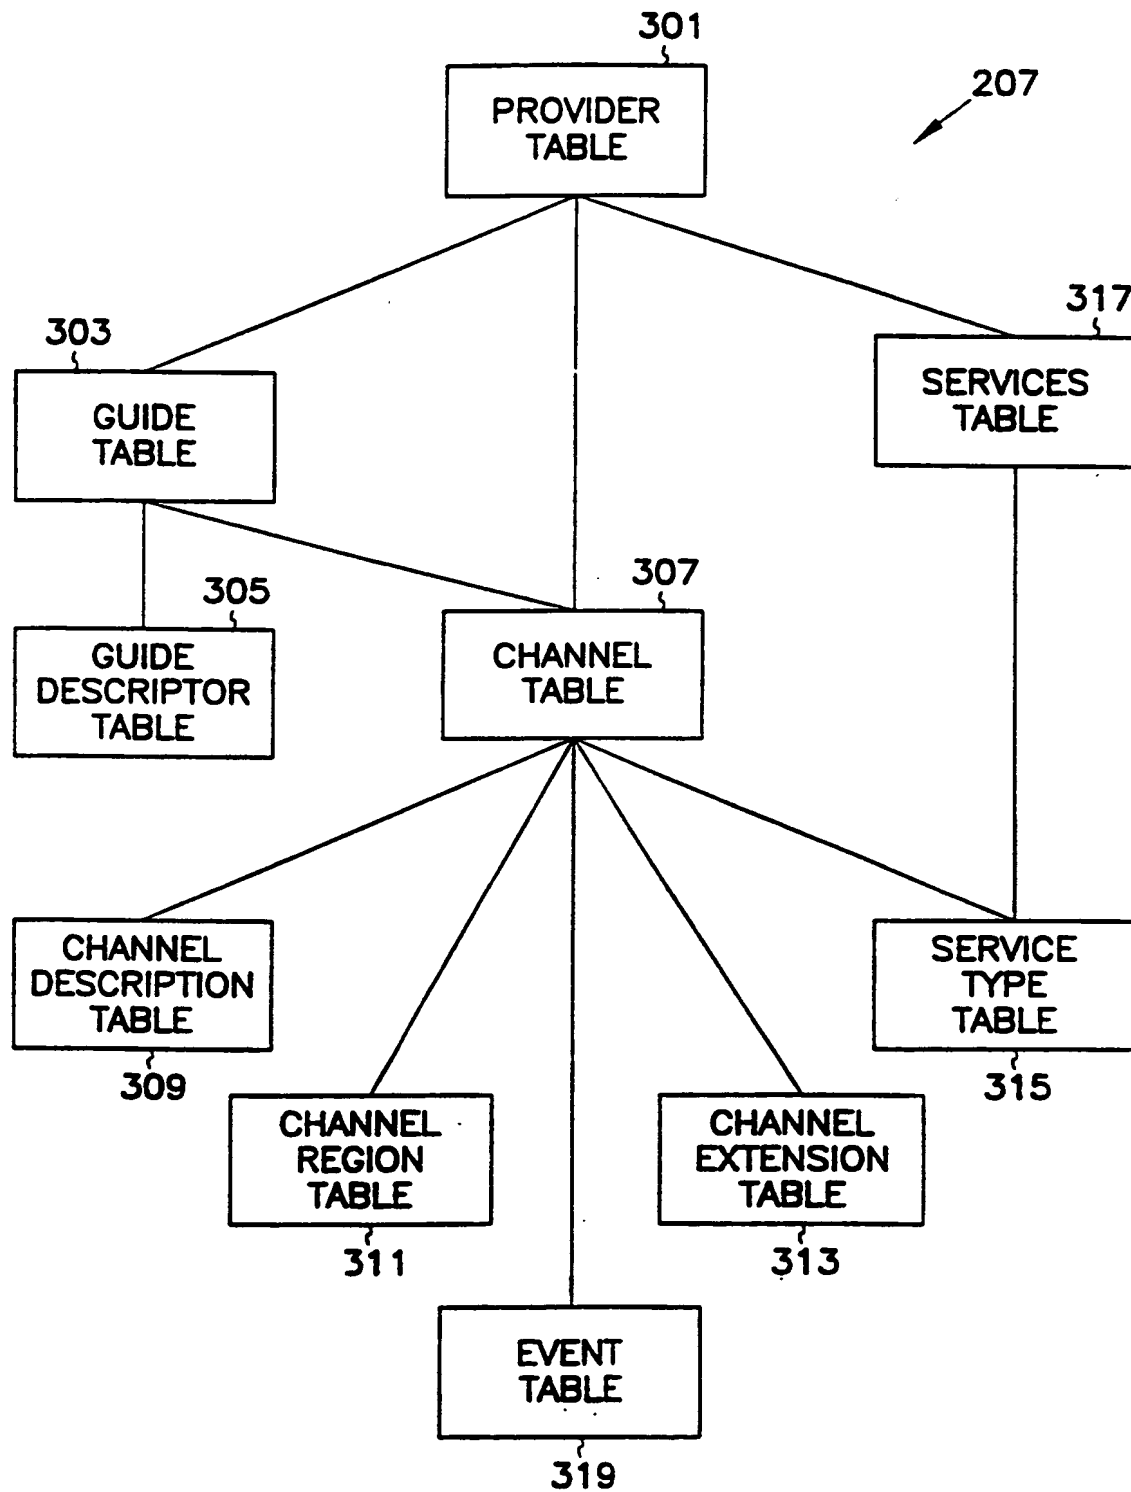 301
207
PROVIDER
TABLE
317
303
SERVICES
TABLE
GUIDE
TABLE
307
305
GUIDE
DESCRIPTOR
TABLE
CHANNEL
TABLE
CHANNEL
DESCRIPTION
TABLE
309
SERVICE
TYPE
TABLE
315
CHANNEL
REGION
TABLE
311
CHANNEL
EXTENSION
TABLE
313
EVENT
TABLE
319